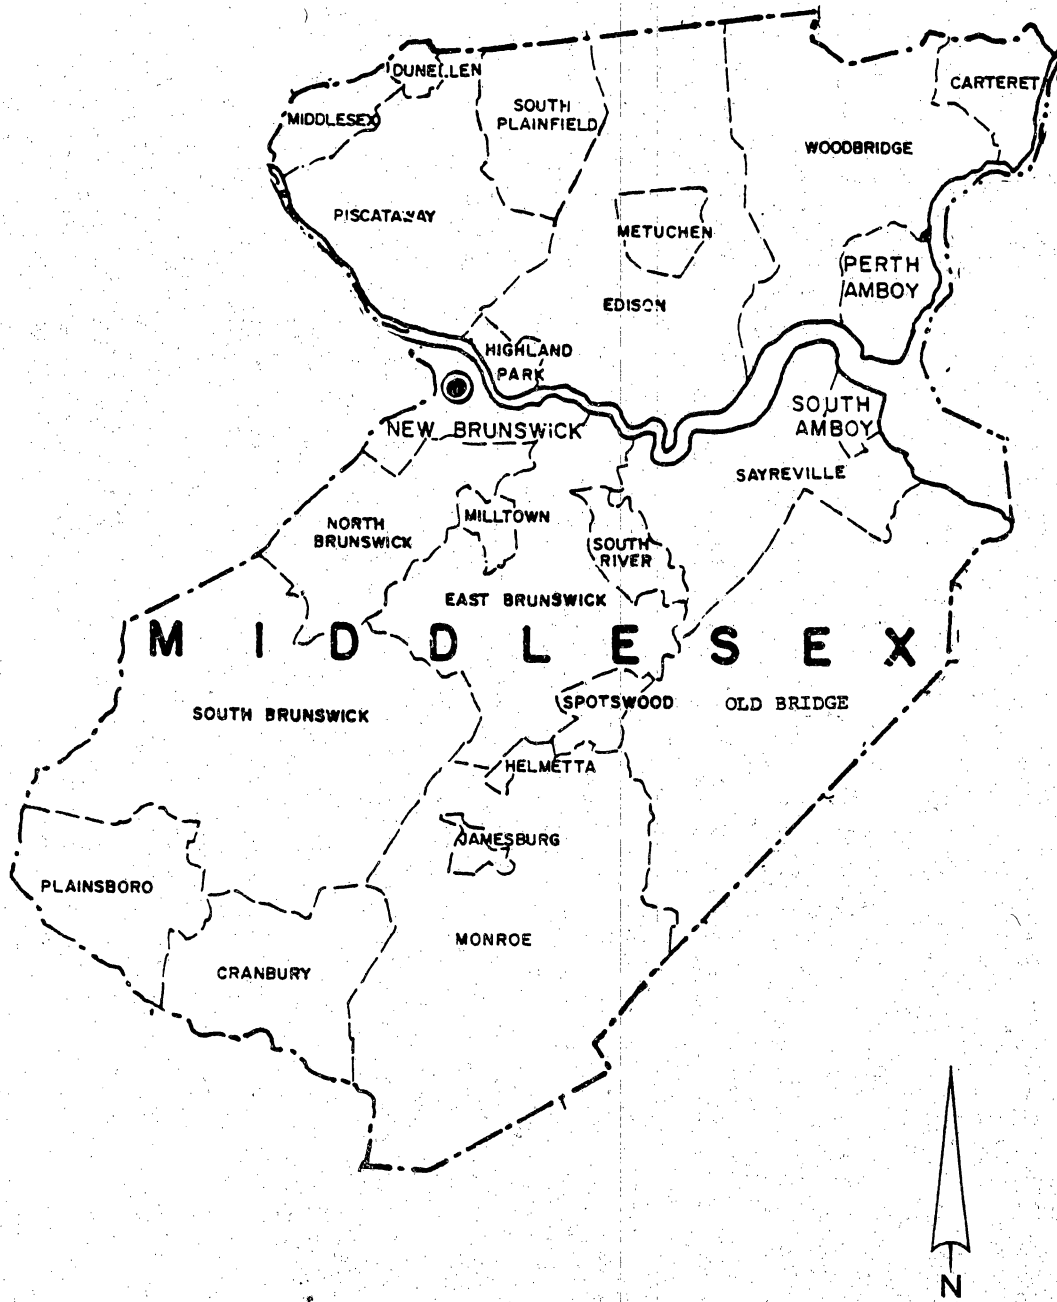 DUNELLEN
CARTERET
SOUTH
PLAINFIELD
MIDDLESEX
WOODBRIDGE
PISCATAWAY
METUCHEN
PERTH
AMBOY
EDISON
HIGHLAND
PARK
SOUTH
AMBOY
NEW BRUNSWICK
SAYREVILLE
MILLTOWN
NORTH
BRUNSWICK
SOUTH
RIVER
EAST BRUNSWICK
MIDDLESEX
SPOTSWOOD
OLD BRIDGE
SOUTH BRUNSWICK
HELMETTA
JAMESBURG
PLAINSBORO
MONROE
CRANBURY
N